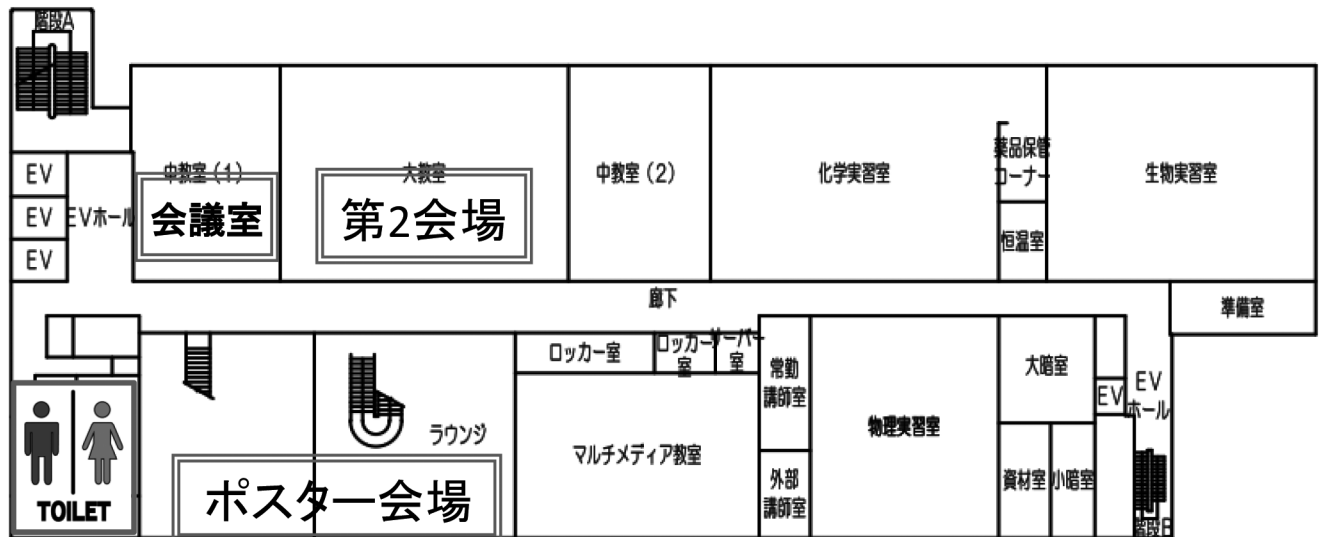 階段A
EV
EV
EV
EVホール
中教室(1)
会議室
大教室
第2会場
中教室(2)
化学実習室
薬品保管
コーナー
恒温室
生物実習室
準備室
廊下
TOILET
ラウンジ
ポスター会場
ロッカー室
ロッカー
室
サーバー
室
マルチメディア教室
常勤
講師室
外部
講師室
物理実習室
大暗室
資材室
小暗室
EV
EV
ホール
階段B